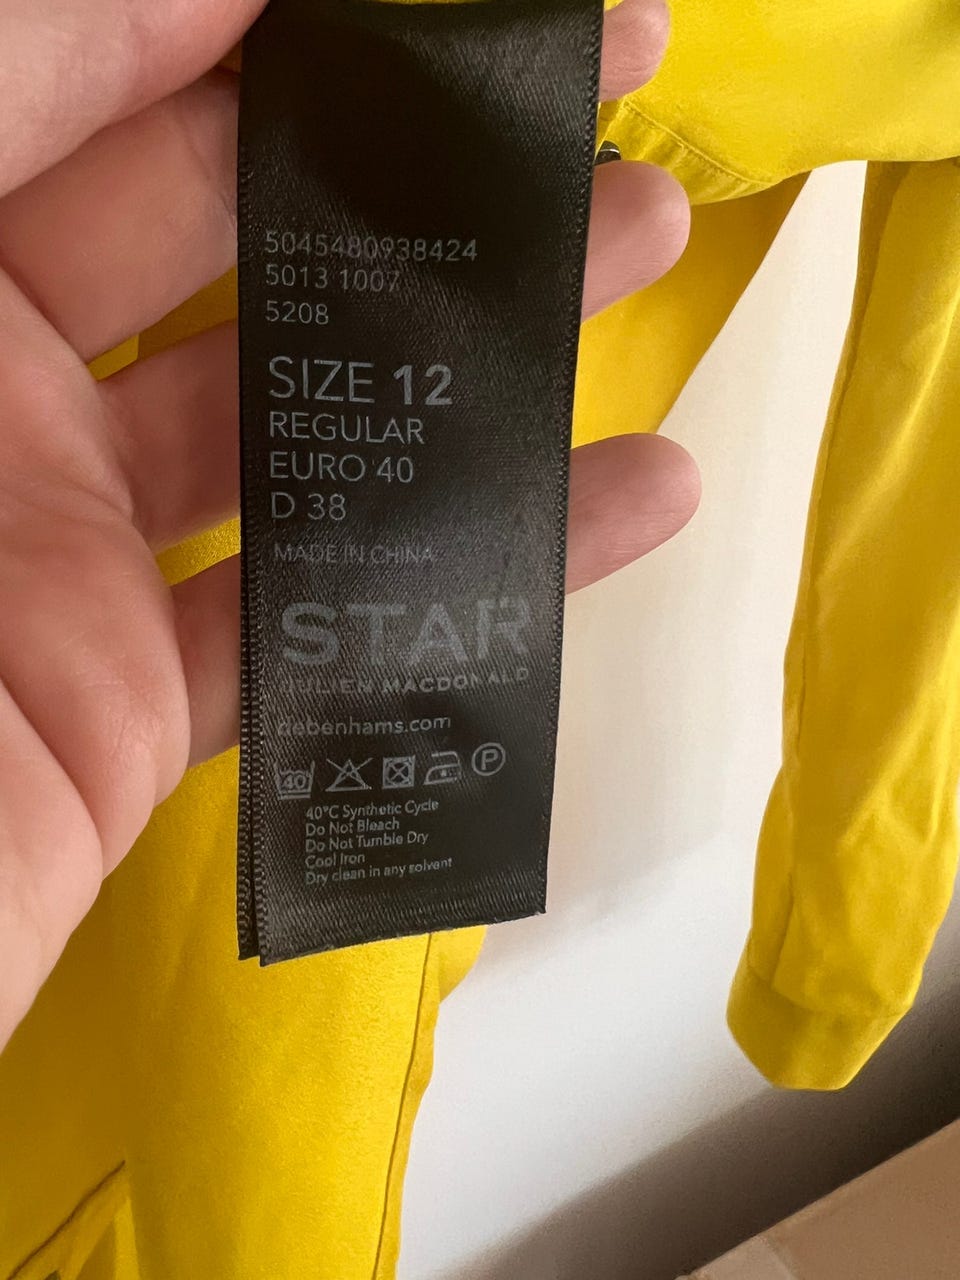 5045480938424
5013 1007
5208
SIZE 12
REGULAR
EURO 40
D 38
MADE IN CHINA
STAR
JULIEN MACDONALD
debenhams.com
40 P
40°C Synthetic Cycle
Do Not Bleach
Do Not Tumble Dry
Cool Iron
Dry clean in any solvent